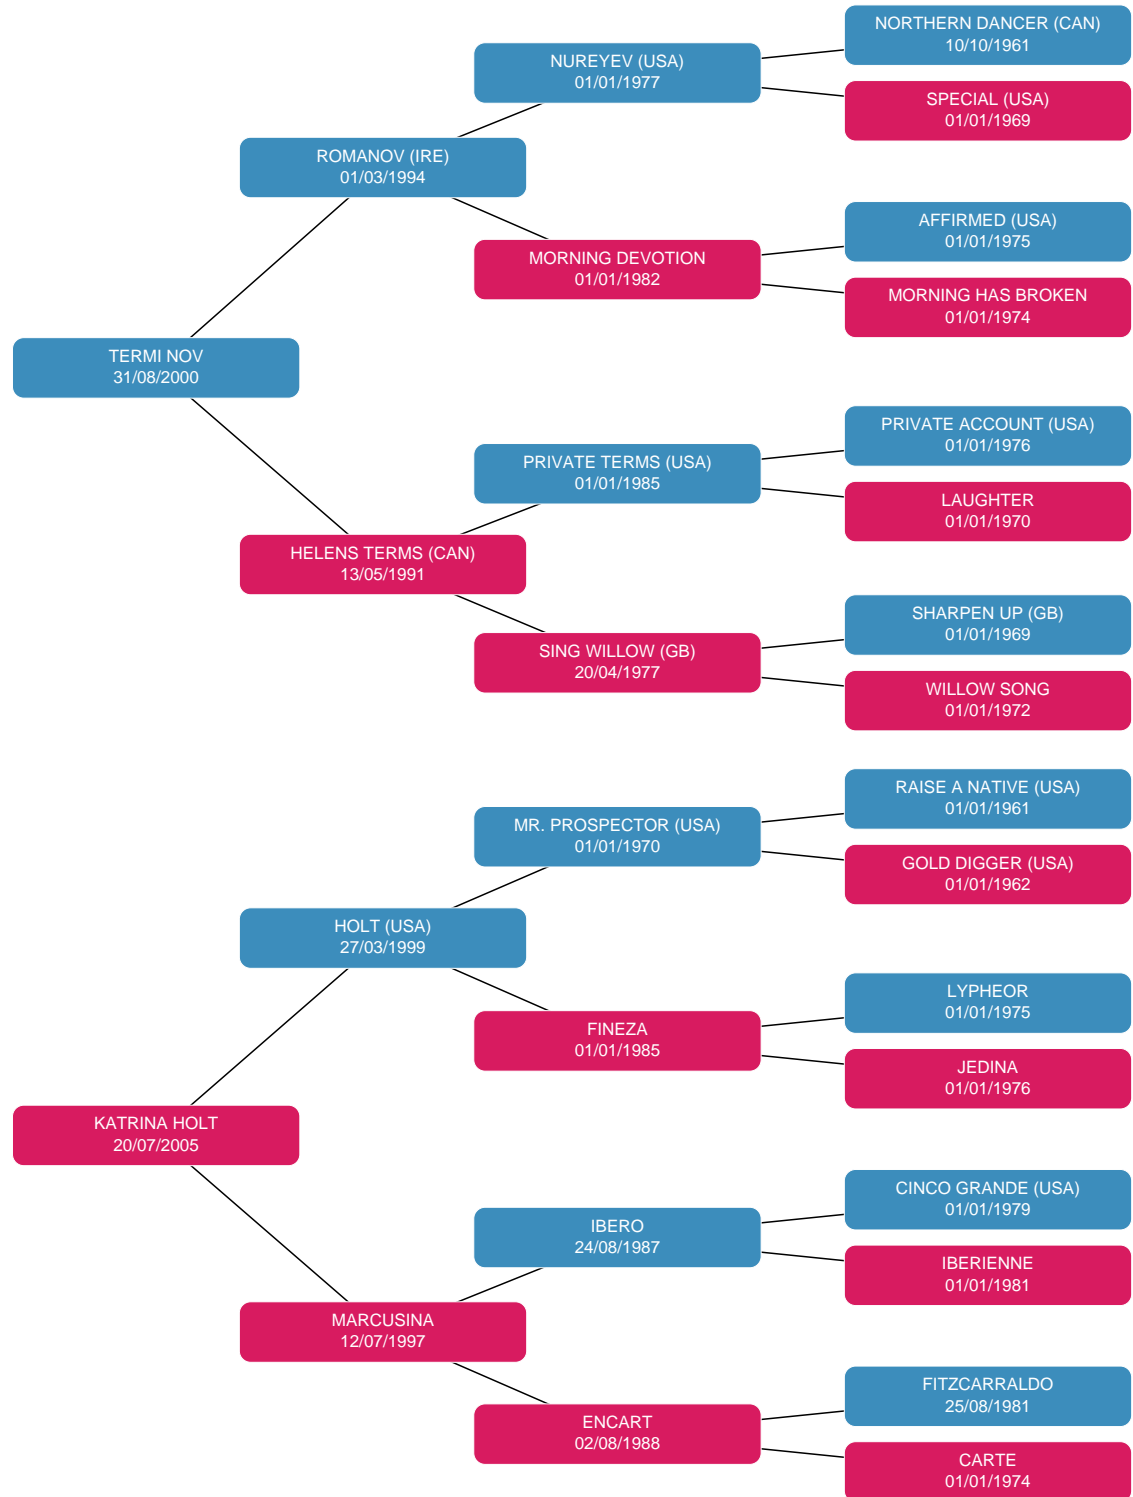 NORTHERN DANCER (CAN)
10/10/1961
NUREYEV (USA)
01/01/1977
SPECIAL (USA)
01/01/1969
ROMANOV (IRE)
01/03/1994
AFFIRMED (USA)
01/01/1975
MORNING DEVOTION
01/01/1982
MORNING HAS BROKEN
01/01/1974
TERMI NOV
31/08/2000
PRIVATE ACCOUNT (USA)
01/01/1976
PRIVATE TERMS (USA)
01/01/1985
LAUGHTER
01/01/1970
HELENS TERMS (CAN)
13/05/1991
SHARPEN UP (GB)
01/01/1969
SING WILLOW (GB)
20/04/1977
WILLOW SONG
01/01/1972
RAISE A NATIVE (USA)
01/01/1961
MR. PROSPECTOR (USA)
01/01/1970
GOLD DIGGER (USA)
01/01/1962
HOLT (USA)
27/03/1999
LYPHEOR
01/01/1975
FINEZA
01/01/1985
JEDINA
01/01/1976
KATRINA HOLT
20/07/2005
CINCO GRANDE (USA)
01/01/1979
IBERO
24/08/1987
IBERIENNE
01/01/1981
MARCUSINA
12/07/1997
FITZCARRALDO
25/08/1981
ENCART
02/08/1988
CARTE
01/01/1974